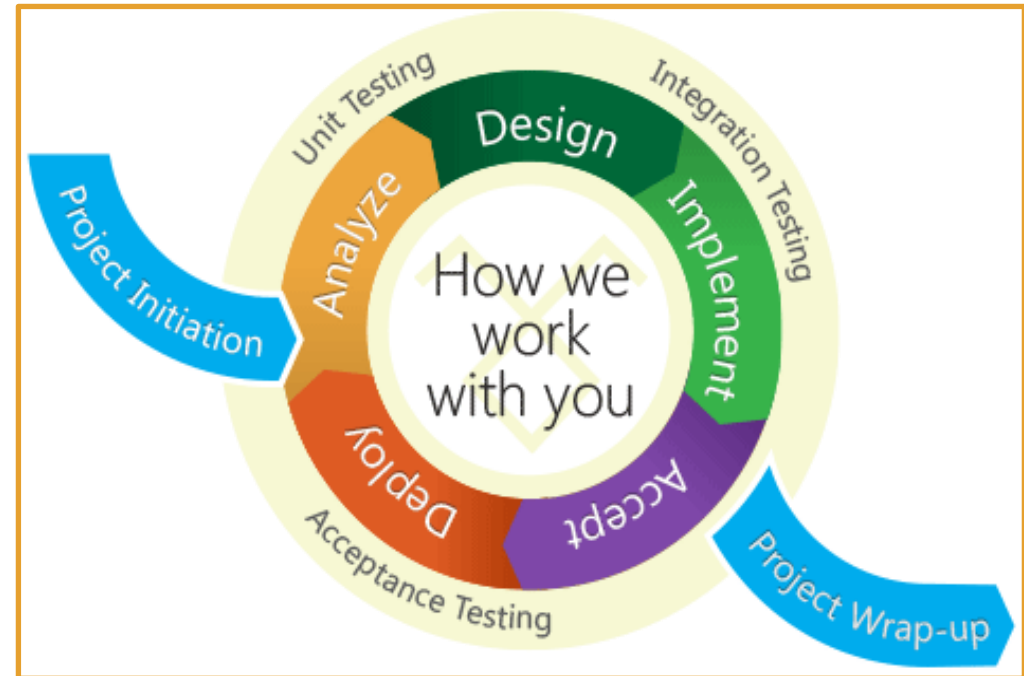 Unit Testing
Integration Testing
Design
Project Initiation
Analyze
Implement
How we
work
with you
Deploy
Accept
Acceptance Testing
Project Wrap-up